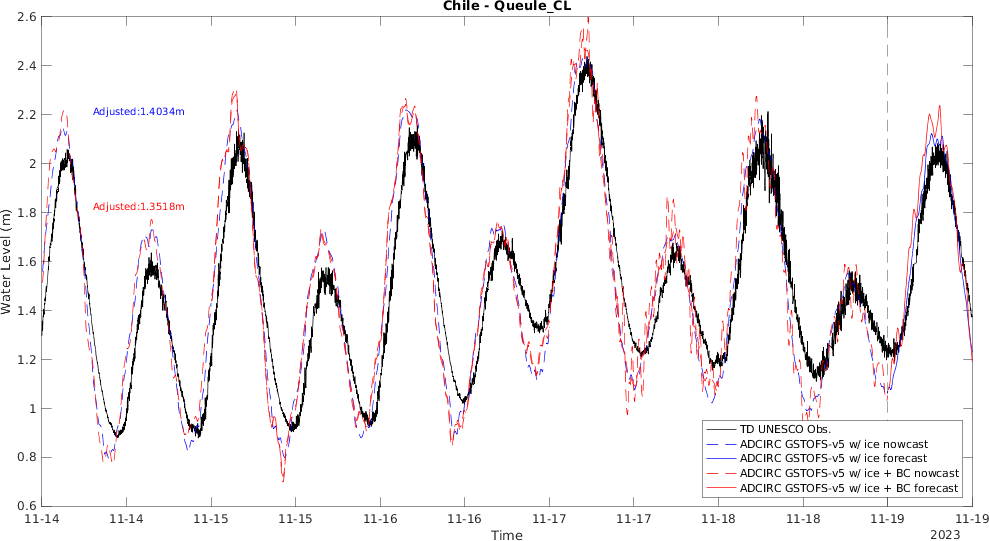 Chile - Queule_CL
2.6
2.4
2.2
2
1.8
1.6
1.4
1.2
1
0.8
0.6
Water Level (m)
Adjusted:1.4034m
Adjusted:1.3518m
TD UNESCO Obs.
ADCIRC GSTOFS-v5 w/ ice nowcast
ADCIRC GSTOFS-v5 w/ ice forecast
ADCIRC GSTOFS-v5 w/ ice + BC nowcast
ADCIRC GSTOFS-v5 w/ ice + BC forecast
11-14 11-14 11-15 11-15 11-16 11-16 11-17 11-17 11-18 11-18 11-19 11-19
Time
2023